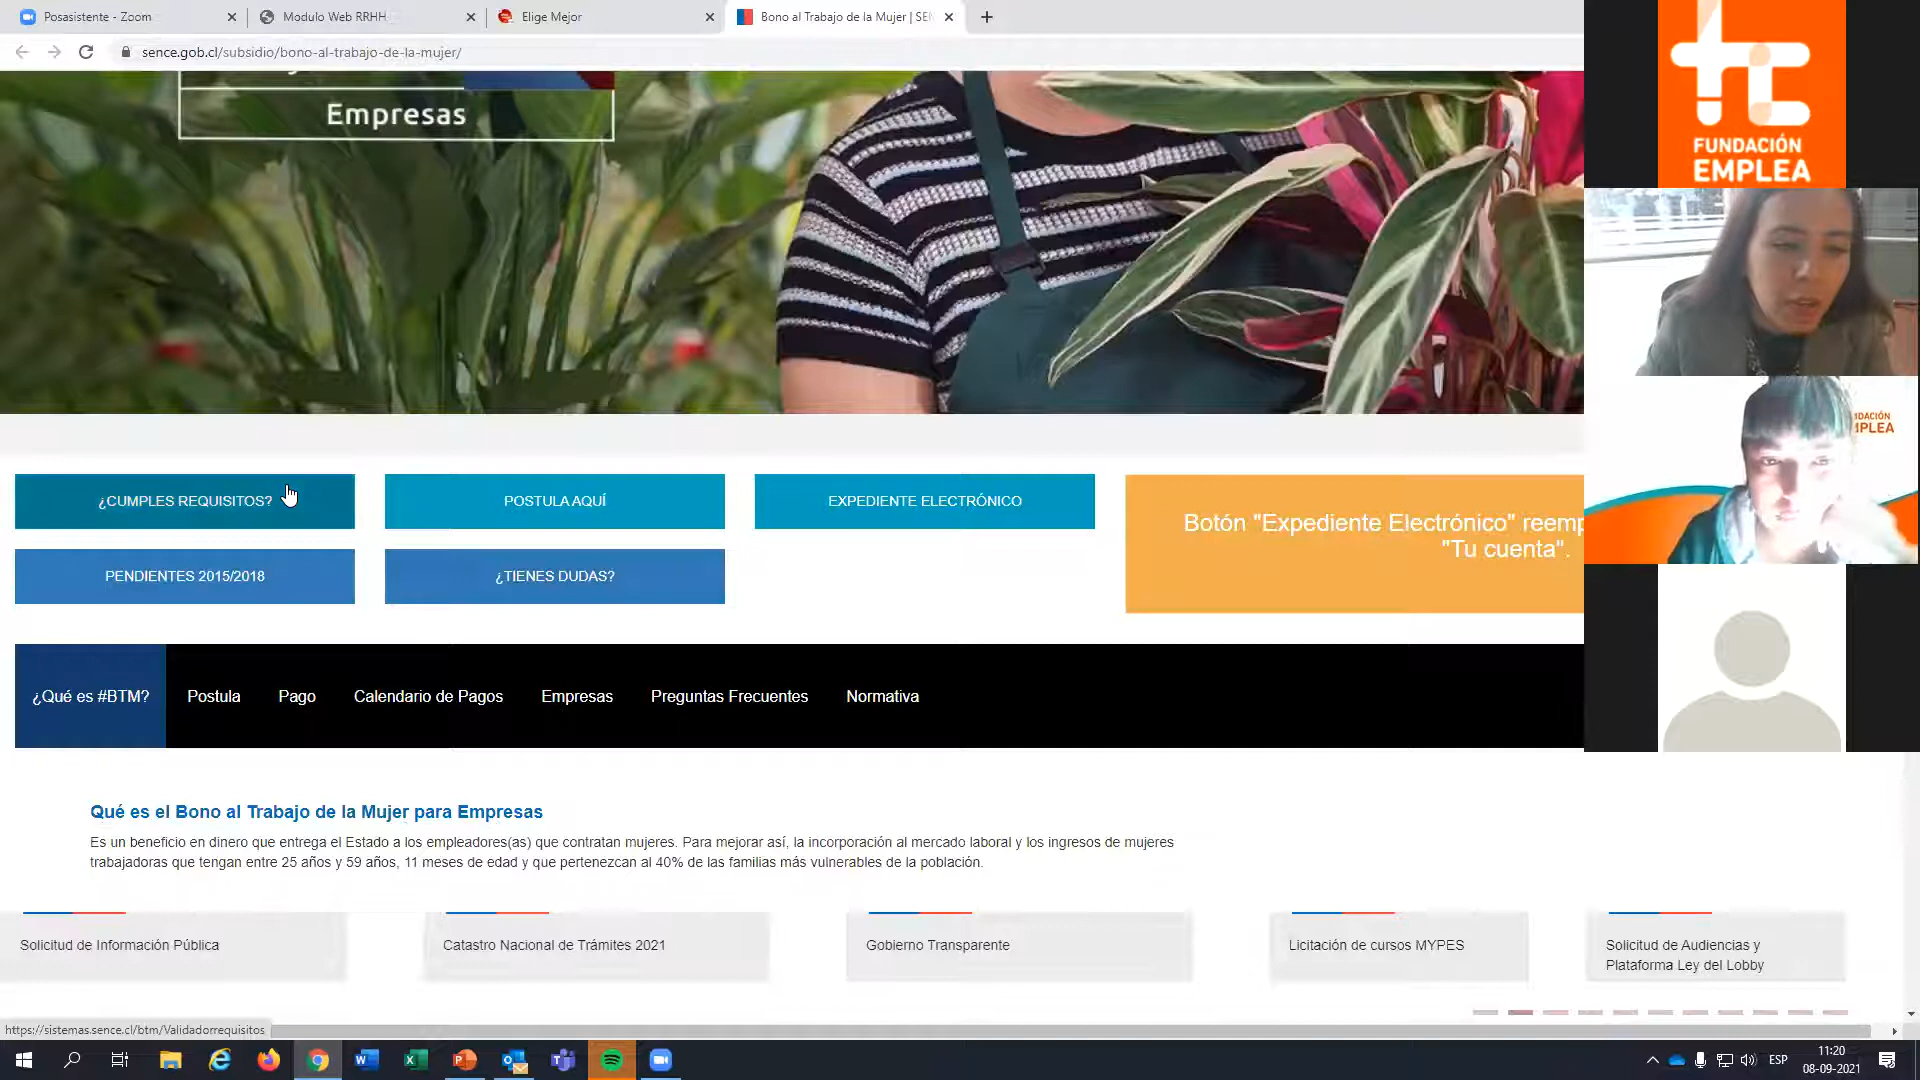 Posasistente - Zoom
Modulo Web RRHH
Elige Mejor
Bono al Trabajo de la Mujer | SEN
sence.gob.cl/subsidio/bono-al-trabajo-de-la-mujer/
Empresas
FUNDACIÓN
EMPLEA
¿CUMPLES REQUISITOS?
POSTULA AQUÍ
EXPEDIENTE ELECTRÓNICO
Botón "Expediente Electrónico" reemp
"Tu cuenta".
PENDIENTES 2015/2018
¿TIENES DUDAS?
¿Qué es #BTM?
Postula
Pago
Calendario de Pagos
Empresas
Preguntas Frecuentes
Normativa
Qué es el Bono al Trabajo de la Mujer para Empresas
Es un beneficio en dinero que entrega el Estado a los empleadores(as) que contratan mujeres. Para mejorar así, la incorporación al mercado laboral y los ingresos de mujeres
trabajadoras que tengan entre 25 años y 59 años, 11 meses de edad y que pertenezcan al 40% de las familias más vulnerables de la población.
Solicitud de Información Pública
Catastro Nacional de Trámites 2021
Gobierno Transparente
Licitación de cursos MYPES
Solicitud de Audiencias y
Plataforma Ley del Lobby
https://sistemas.sence.cl/btm/Validadorrequisitos
ESP
11:20
08-09-2021